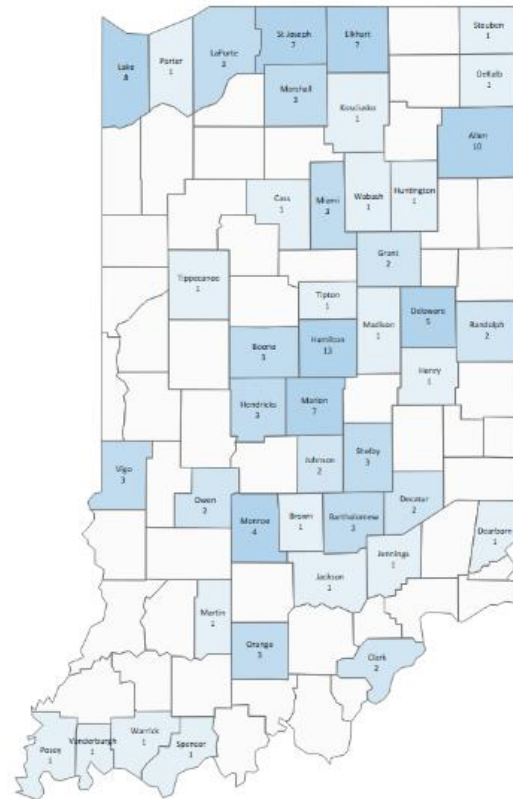 Steuben
1
St Joseph
7
Elkhart
7
LaPorte
3
Lake
8
Porter
1
DeKalb
1
Marshall
3
Kosciusko
1
Allen
10
Cass
1
Miami
3
Wabash
1
Huntington
1
Grant
2
Tippecanoe
1
Tipton
1
Madison
1
Delaware
5
Randolph
2
Boone
3
Hamilton
13
Henry
1
Hendricks
3
Marion
7
Johnson
2
Shelby
3
Vigo
3
Owen
2
Monroe
4
Brown
1
Bartholomew
3
Decatur
2
Dearborn
1
Jennings
1
Jackson
1
Martin
1
Orange
3
Clark
2
Posey
1
Vanderburgh
1
Warrick
1
Spencer
1